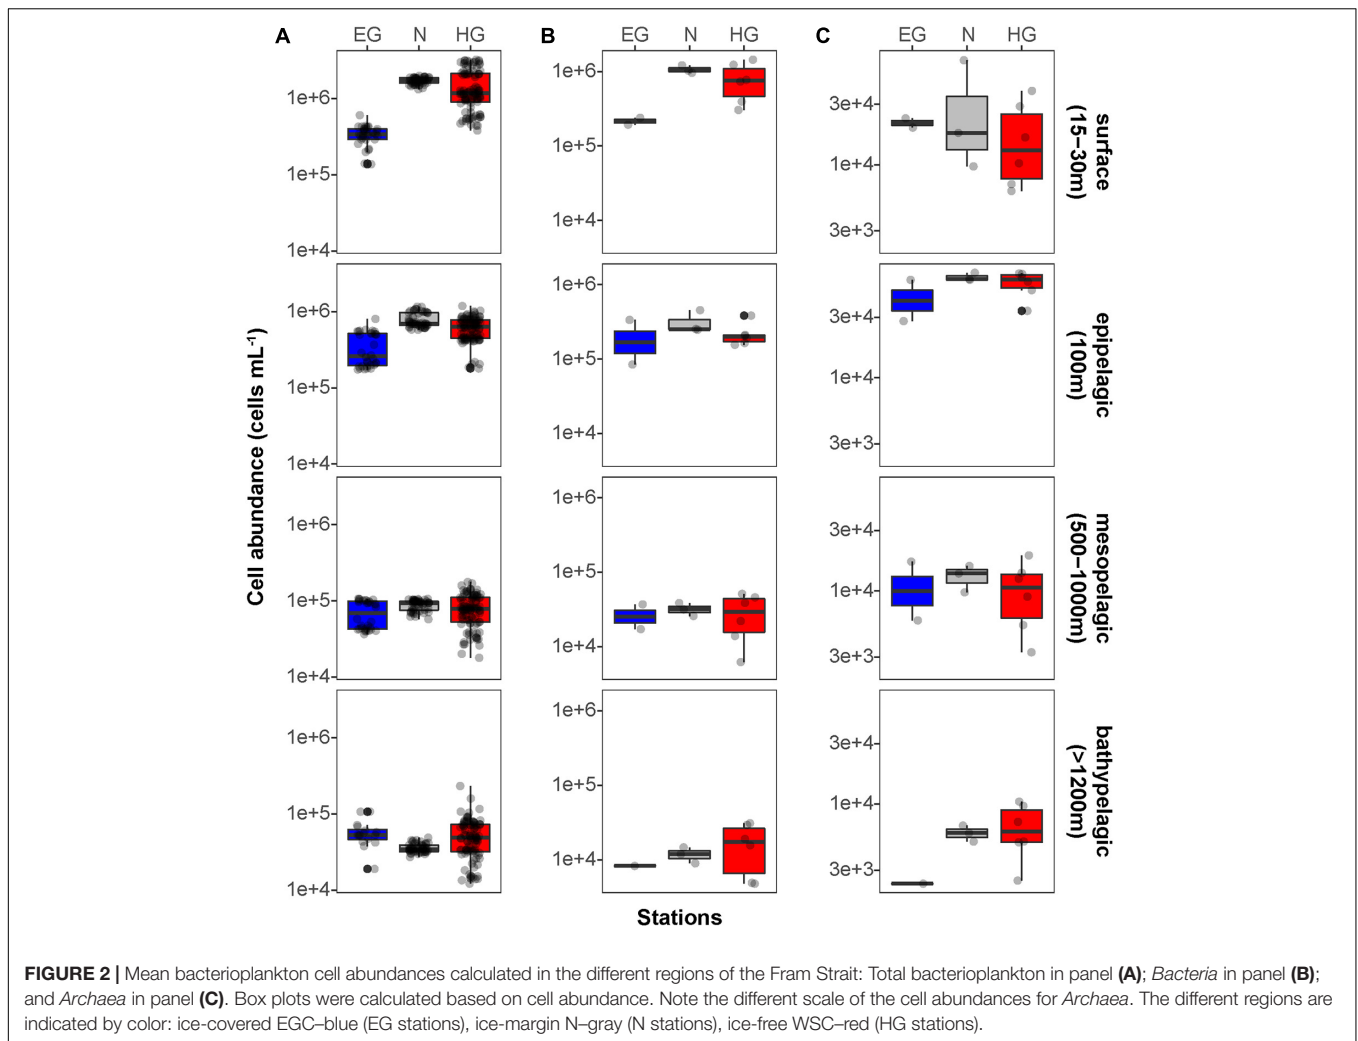 A
EG N HG
B
EG N HG
C
EG N HG
1e+6
1e+5
1e+4
1e+6
1e+5
1e+4
3e+4
1e+4
3e+3
surface
(15–30m)
1e+6
1e+5
1e+4
1e+6
1e+5
1e+4
3e+4
1e+4
3e+3
epipelagic
(100m)
Cell abundance (cells mL-1)
1e+6
1e+5
1e+4
1e+6
1e+5
1e+4
3e+4
1e+4
3e+3
mesopelagic
(500–1000m)
1e+6
1e+5
1e+4
1e+6
1e+5
1e+4
3e+4
1e+4
3e+3
bathypelagic
(>1200m)
Stations
FIGURE 2 | Mean bacterioplankton cell abundances calculated in the different regions of the Fram Strait: Total bacterioplankton in panel (A); Bacteria in panel (B);
and Archaea in panel (C). Box plots were calculated based on cell abundance. Note the different scale of the cell abundances for Archaea. The different regions are
indicated by color: ice-covered EGC–blue (EG stations), ice-margin N–gray (N stations), ice-free WSC–red (HG stations).